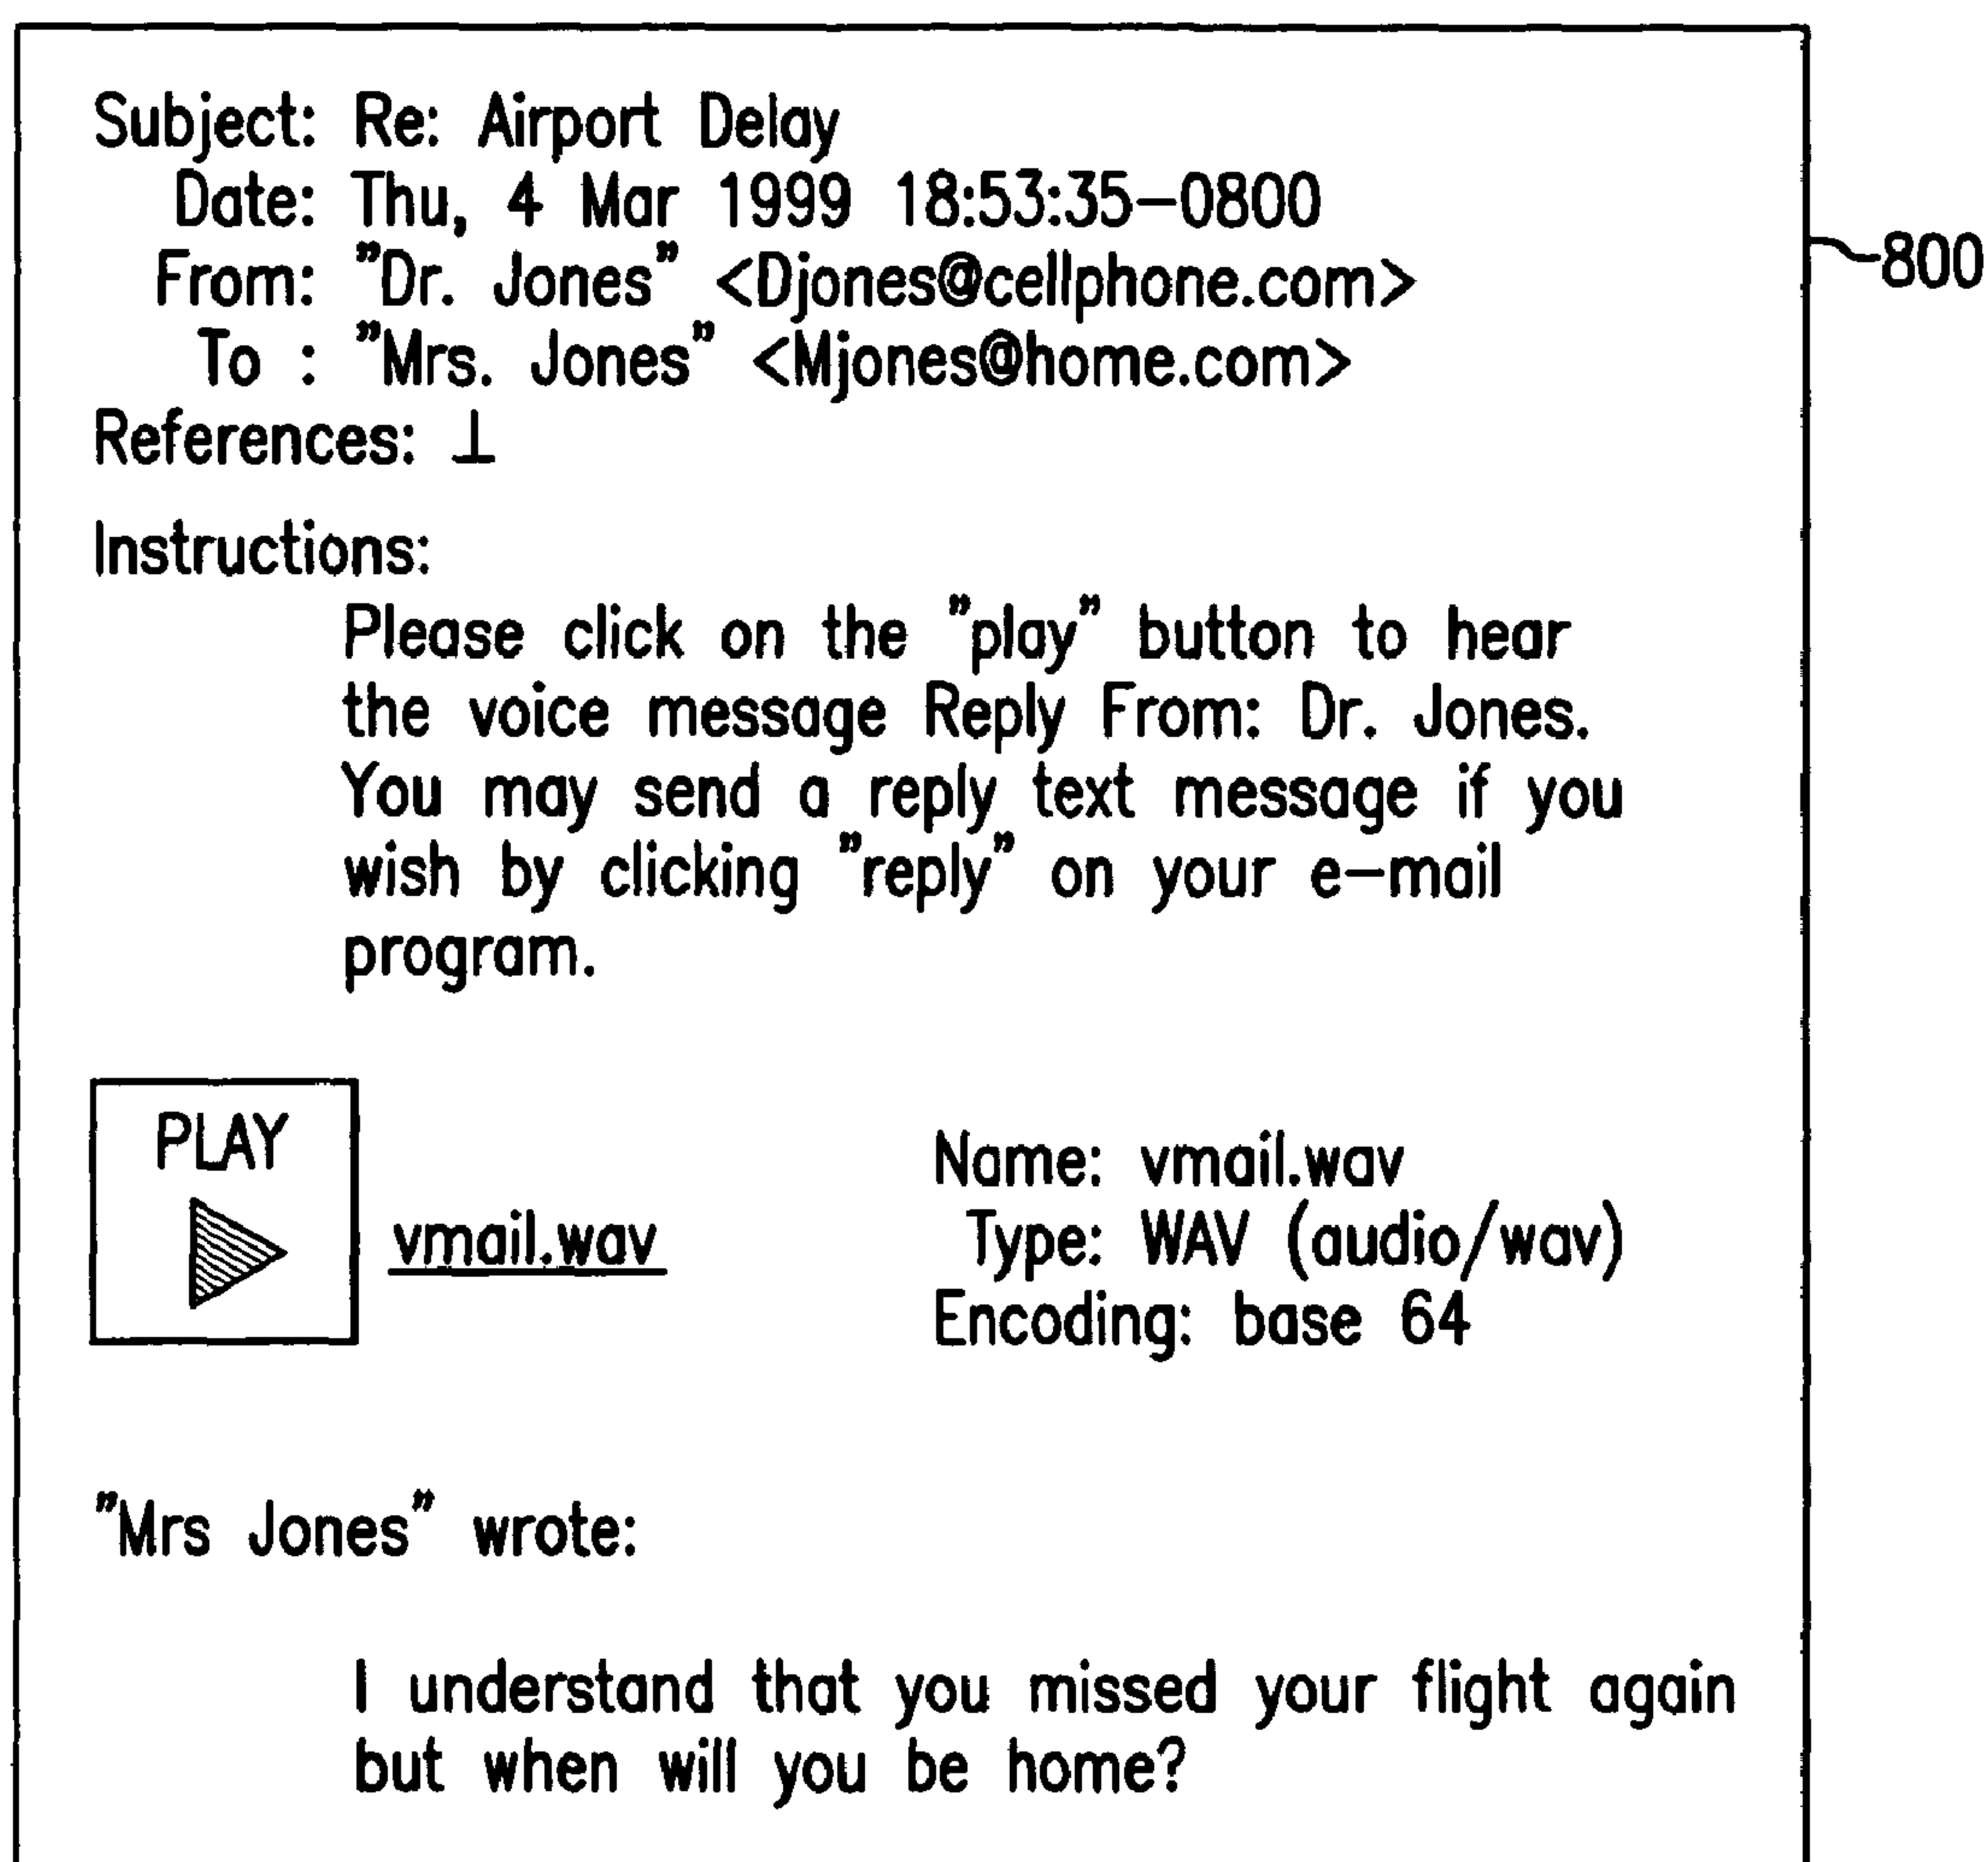 Subject: Re: Airport Delay
Date: Thu, 4 Mar 1999 18:53:35-0800
800
From: "Dr. Jones" <Djones@cellphone.com>
To : "Mrs. Jones" <Mjones@home.com>
References: ⊥
Instructions:
Please click on the "play" button to hear
the voice message Reply From: Dr. Jones.
You may send a reply text message if you
wish by clicking "reply" on your e-mail
program.
PLAY
vmail.wav
Name: vmail.wav
Type: WAV (audio/wav)
Encoding: base 64
"Mrs Jones" wrote:
I understand that you missed your flight again
but when will you be home?